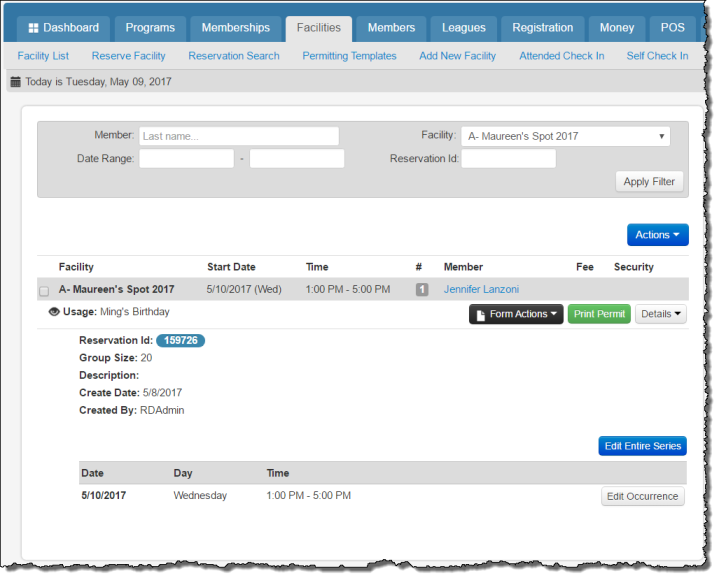 Dashboard Programs Memberships Facilities Members Leagues Registration Money POS
Facility List Reserve Facility Reservation Search Permitting Templates Add New Facility Attended Check In Self Check In
Today is Tuesday, May 09, 2017
Member: Last name... Facility: A- Maureen's Spot 2017
Date Range: - Reservation Id:
Apply Filter
Actions
Facility Start Date Time # Member Fee Security
A- Maureen's Spot 2017 5/10/2017 (Wed) 1:00 PM - 5:00 PM 1 Jennifer Lanzoni
Usage: Ming's Birthday Form Actions Print Permit Details
Reservation Id: 159726
Group Size: 20
Description:
Create Date: 5/8/2017
Created By: RDAdmin
Edit Entire Series
Date Day Time
5/10/2017 Wednesday 1:00 PM - 5:00 PM Edit Occurrence